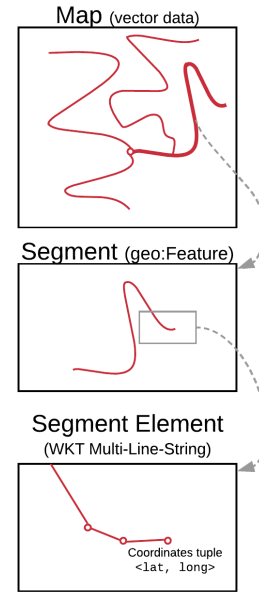 Map (vector data)
Segment (geo:Feature)
Segment Element
(WKT Multi-Line-String)
Coordinates tuple
<lat, long>